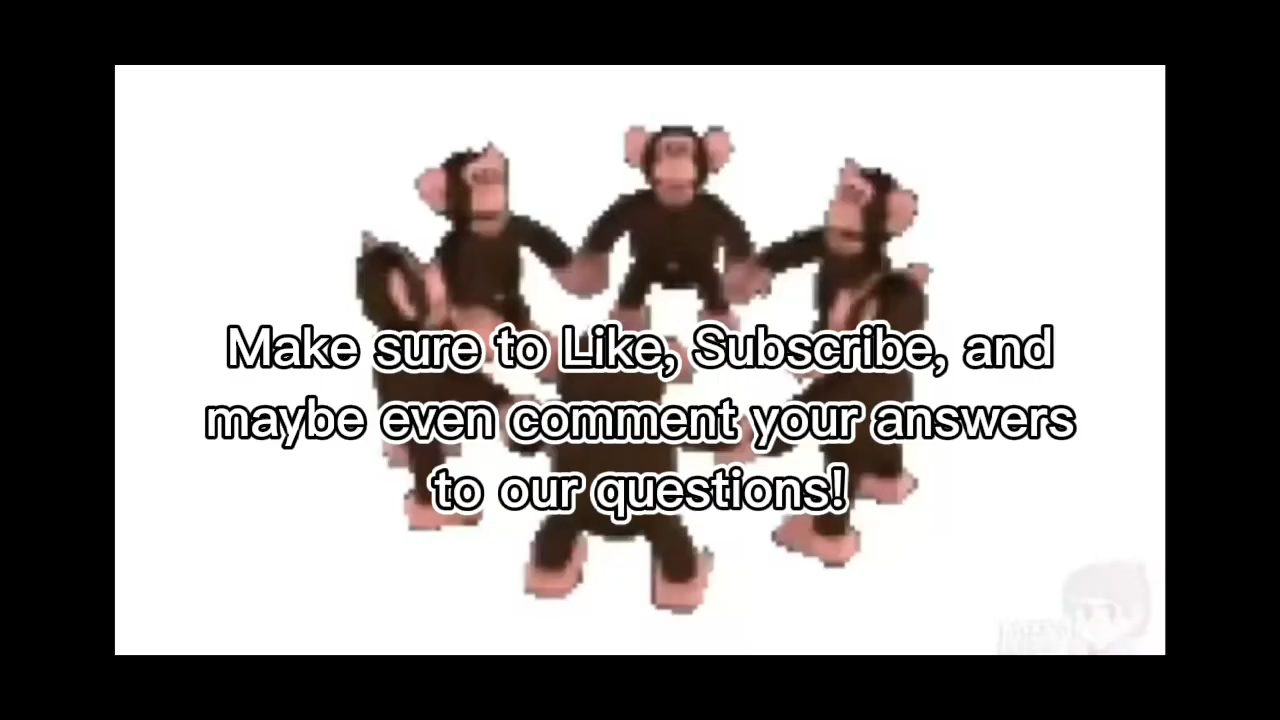 Make sure to Like, Subscribe, and
maybe even comment your answers
to our questions!